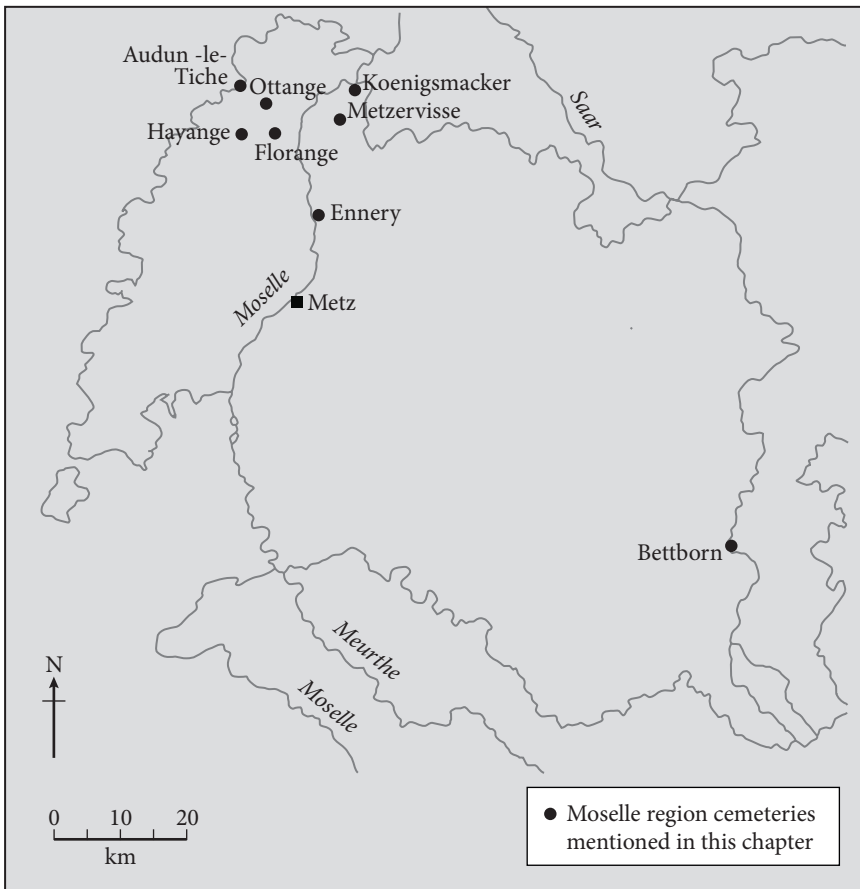 Audun -le-
Tiche
Ottange
Koenigsmacker
Metzervisse
Hayange
Florange
Saar
Ennery
Moselle
Metz
Bettborn
Meurthe
Moselle
N
0 10 20
km
Moselle region cemeteries
mentioned in this chapter